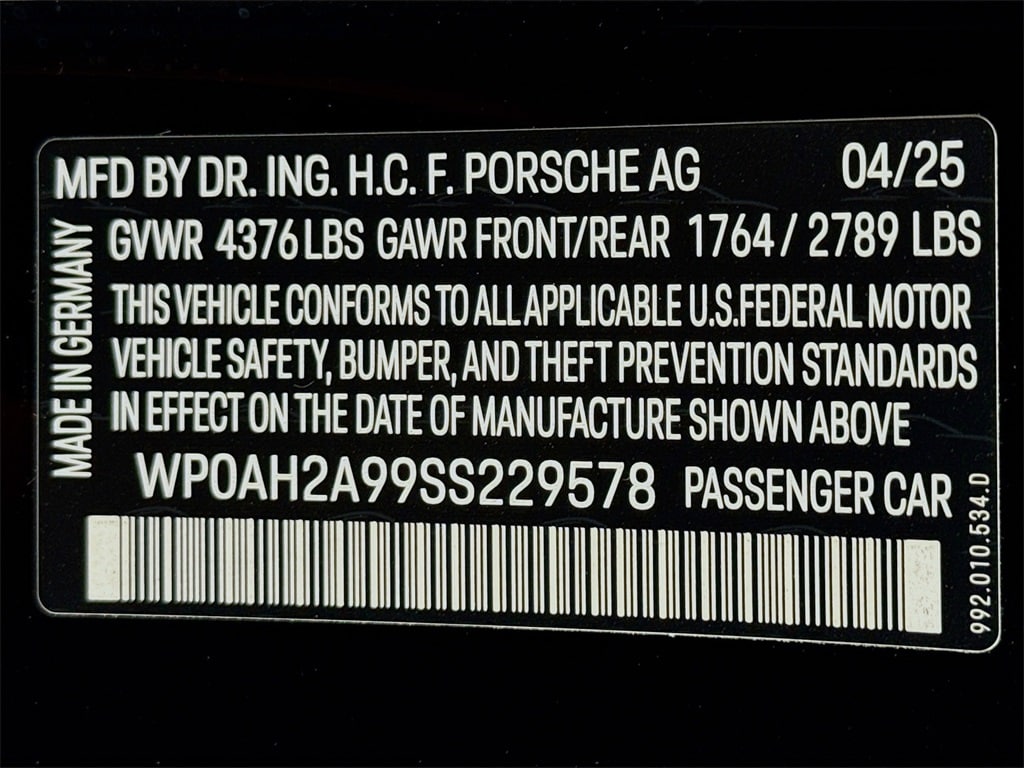 MFD BY DR. ING. H.C. F. PORSCHE AG 04/25
GVWR 4376 LBS GAWR FRONT/REAR 1764 / 2789 LBS
THIS VEHICLE CONFORMS TO ALL APPLICABLE U.S.FEDERAL MOTOR
VEHICLE SAFETY, BUMPER, AND THEFT PREVENTION STANDARDS
IN EFFECT ON THE DATE OF MANUFACTURE SHOWN ABOVE
WP0AH2A99SS229578 PASSENGER CAR
MADE IN GERMANY
992.010.534.D